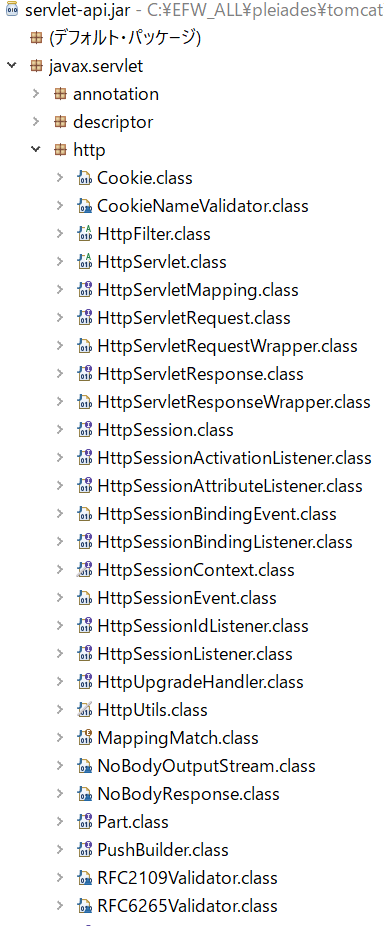 servlet-api.jar - C:¥EFW_ALL¥pleiades¥tomcat
(デフォルト・パッケージ)
javax.servlet
annotation
descriptor
http
Cookie.class
CookieNameValidator.class
HttpFilter.class
HttpServlet.class
HttpServletMapping.class
HttpServletRequest.class
HttpServletRequestWrapper.class
HttpServletResponse.class
HttpServletResponseWrapper.class
HttpSession.class
HttpSessionActivationListener.class
HttpSessionAttributeListener.class
HttpSessionBindingEvent.class
HttpSessionBindingListener.class
HttpSessionContext.class
HttpSessionEvent.class
HttpSessionIdListener.class
HttpSessionListener.class
HttpUpgradeHandler.class
HttpUtils.class
MappingMatch.class
NoBodyOutputStream.class
NoBodyResponse.class
Part.class
PushBuilder.class
RFC2109Validator.class
RFC6265Validator.class